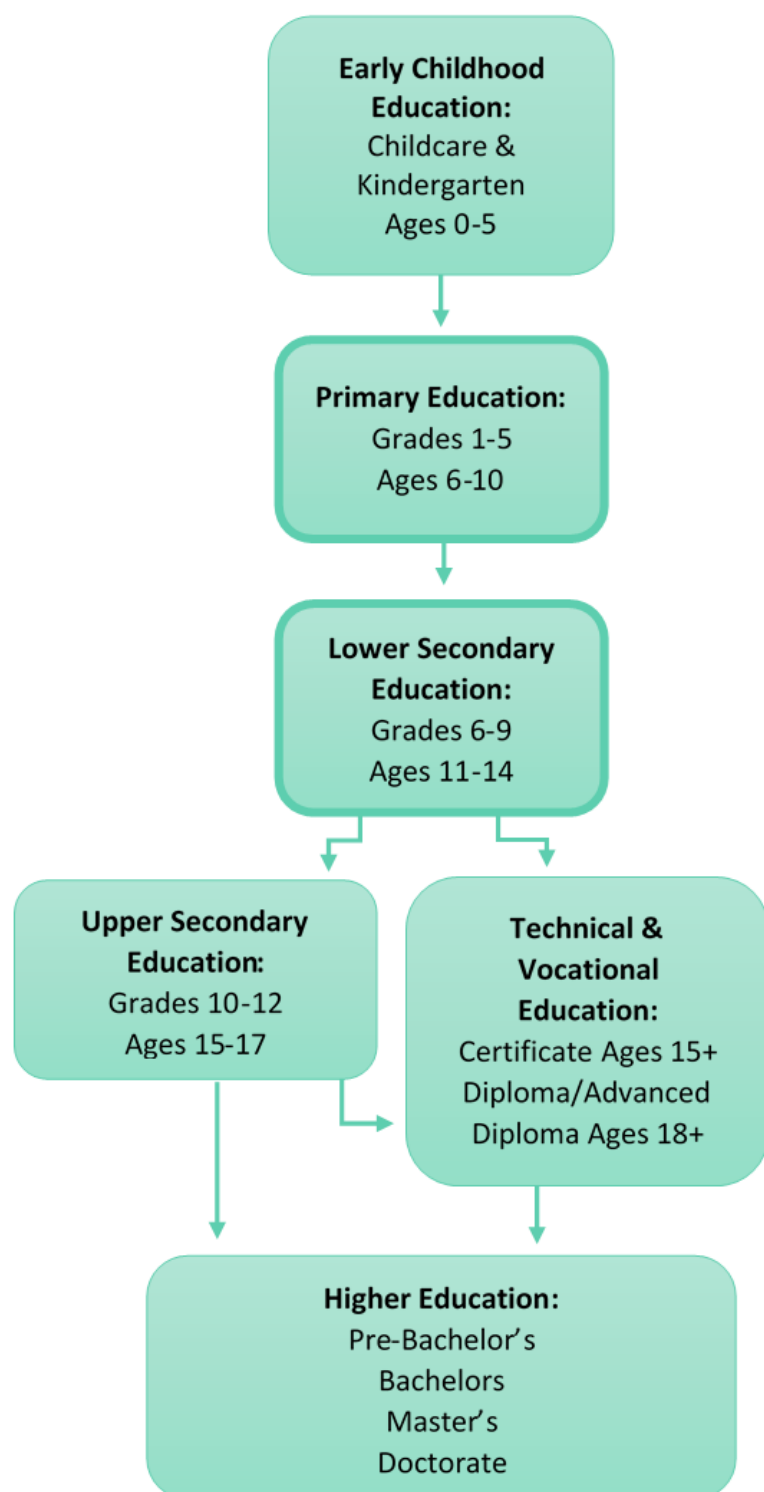 Early Childhood
Education:
Childcare &
Kindergarten
Ages 0-5
Primary Education:
Grades 1-5
Ages 6-10
Lower Secondary
Education:
Grades 6-9
Ages 11-14
Upper Secondary
Education:
Grades 10-12
Ages 15-17
Technical &
Vocational
Education:
Certificate Ages 15+
Diploma/Advanced
Diploma Ages 18+
Higher Education:
Pre-Bachelor’s
Bachelors
Master’s
Doctorate